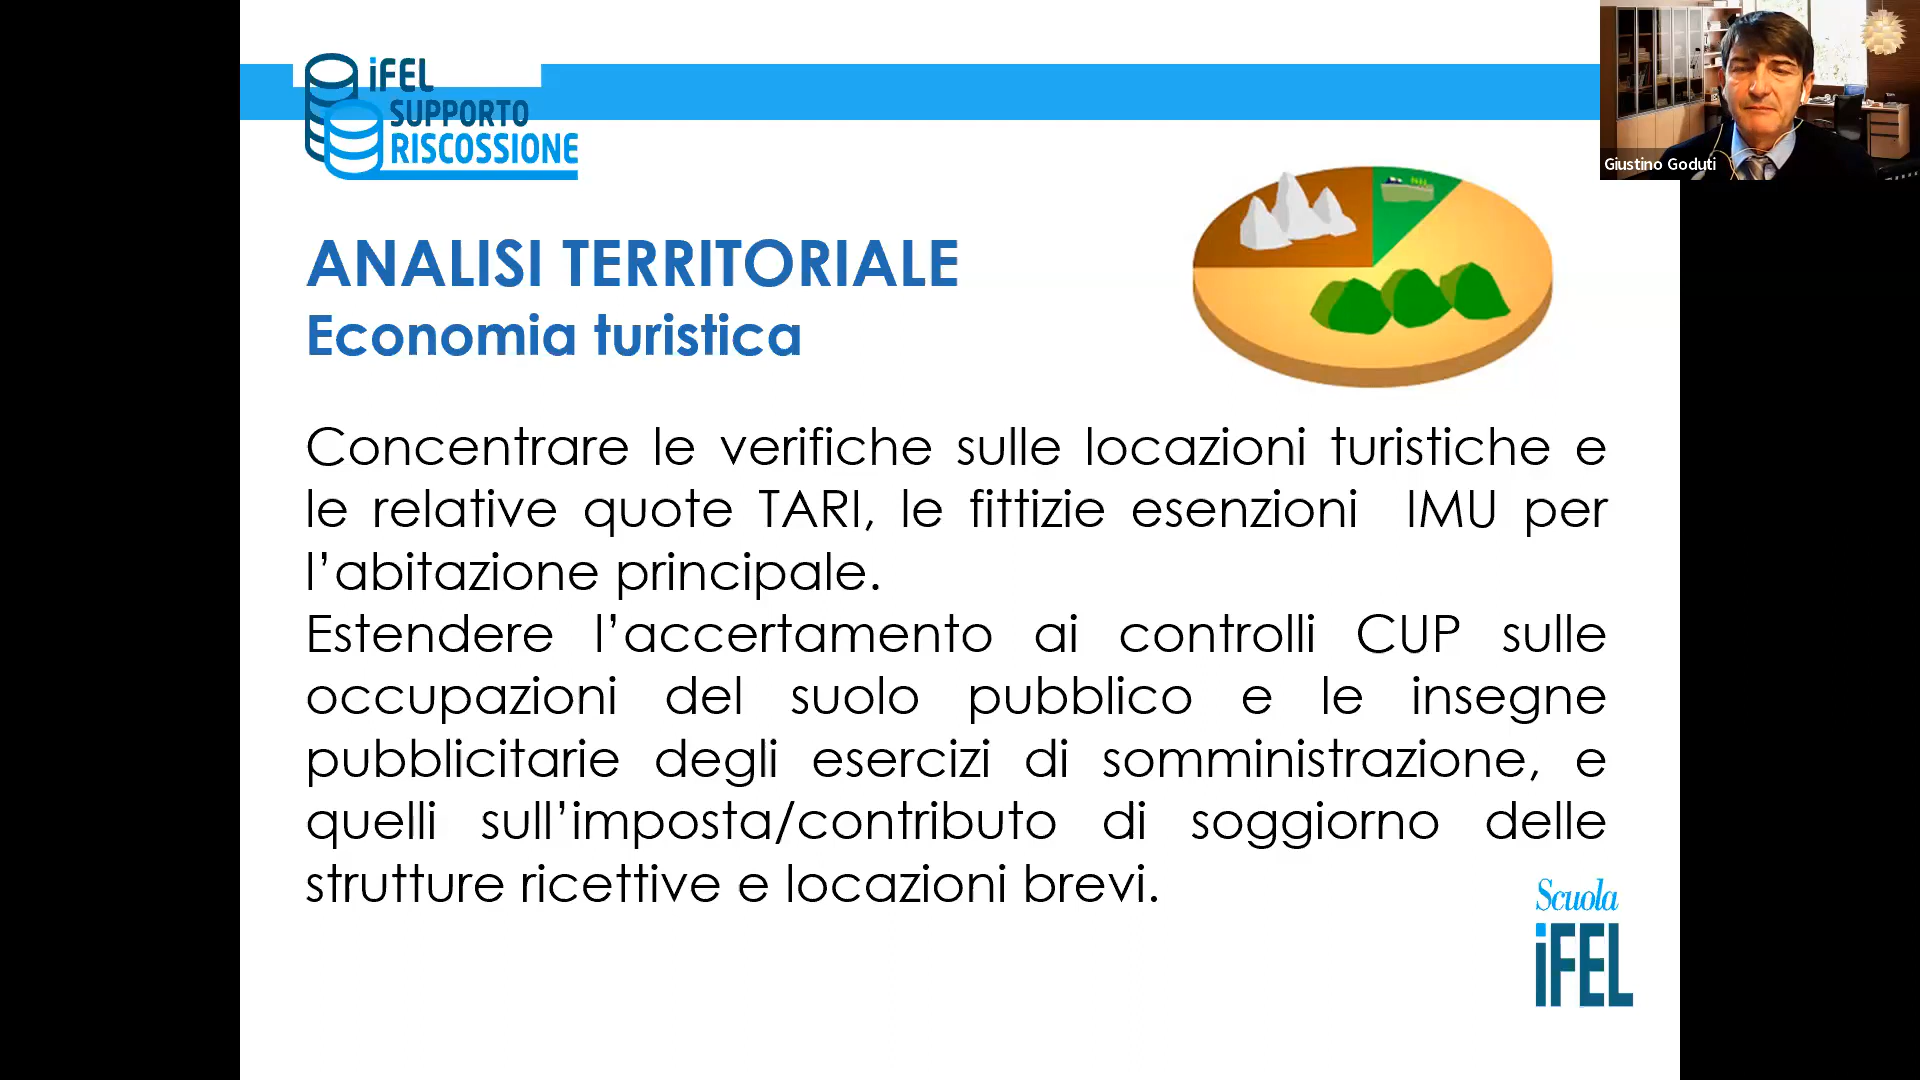 iFEL
SUPPORTO
RISCOSSIONE
Giustino Goduti
ANALISI TERRITORIALE
Economia turistica
Concentrare le verifiche sulle locazioni turistiche e
le relative quote TARI, le fittizie esenzioni IMU per
l’abitazione principale.
Estendere l’accertamento ai controlli CUP sulle
occupazioni del suolo pubblico e le insegne
pubblicitarie degli esercizi di somministrazione, e
quelli sull’imposta/contributo di soggiorno delle
strutture ricettive e locazioni brevi.
Scuola
iFEL